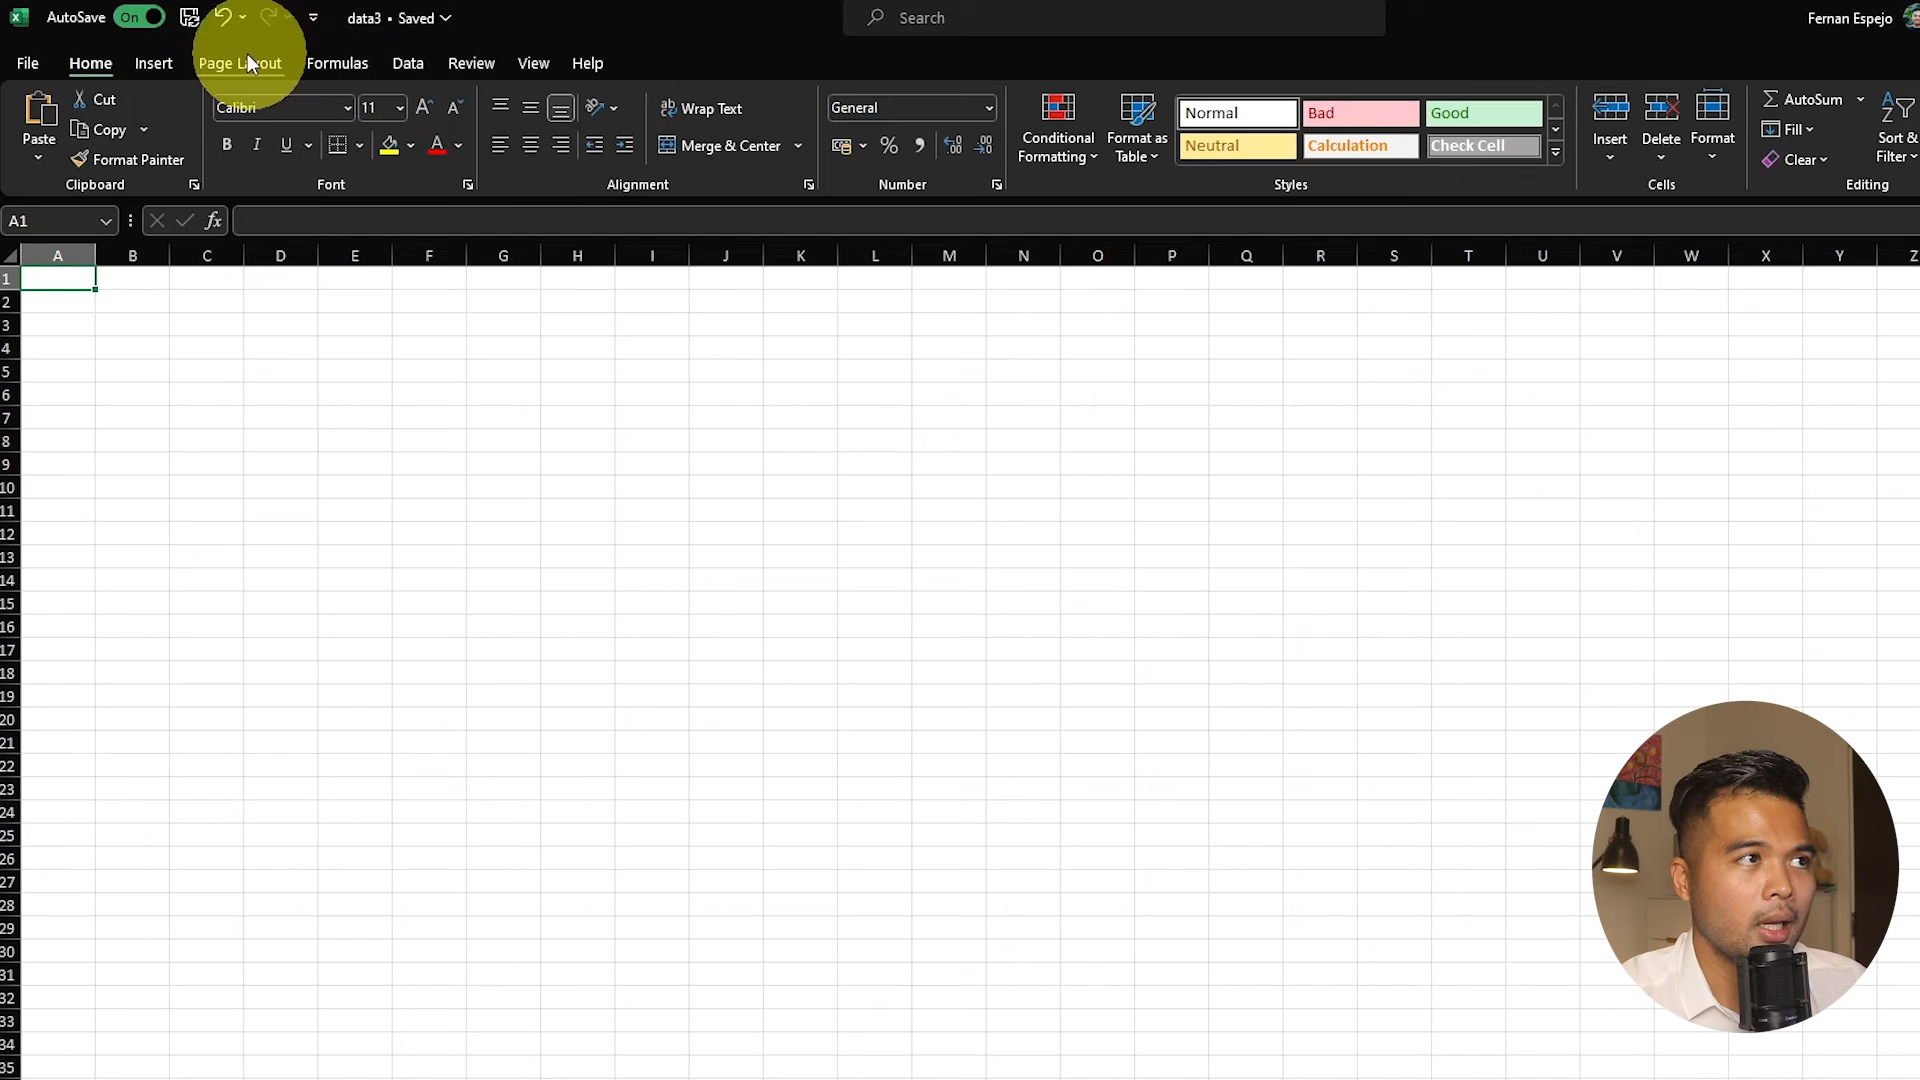 AutoSave On data3 • Saved Search Fernan Espejo
File Home Insert Page Layout Formulas Data Review View Help
Paste Cut Copy Format Painter Clipboard
Calibri 11 B I U A Font
ab Wrap Text Merge & Center Alignment
General % Number
Conditional Formatting Format as Table
Normal Bad Good
Neutral Calculation Check Cell
Styles
Insert Delete Format Cells
AutoSum Fill Clear Sort & Filter Editing
A1 fx
A B C D E F G H I J K L M N O P Q R S T U V W X Y Z
1
2
3
4
5
6
7
8
9
10
11
12
13
14
15
16
17
18
19
20
21
22
23
24
25
26
27
28
29
30
31
32
33
34
35